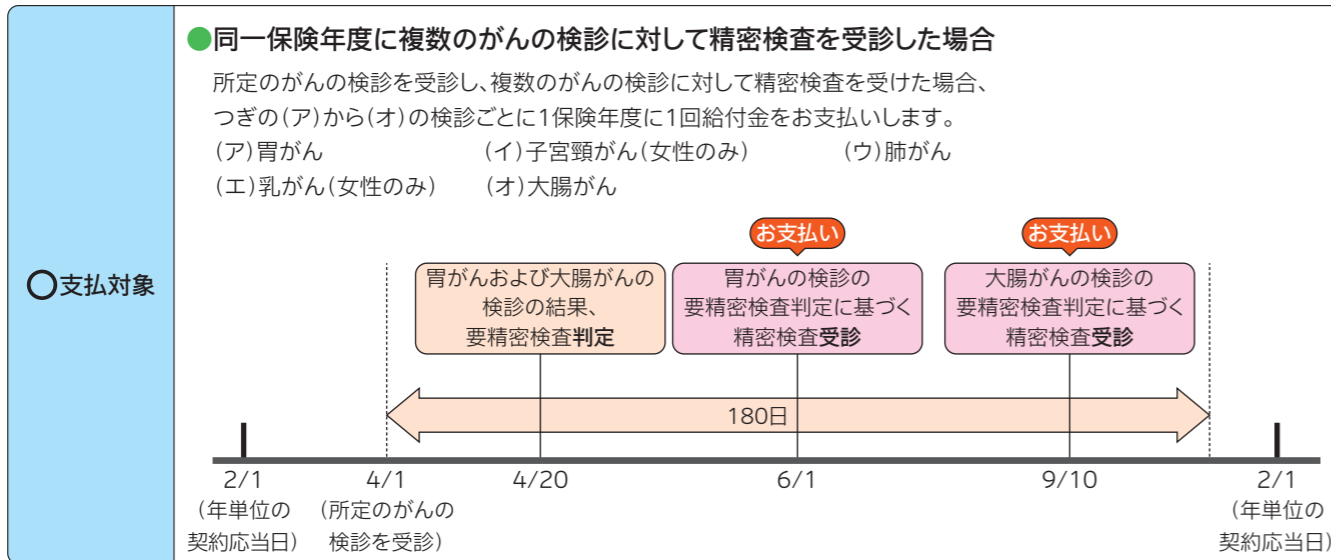 ●同一保険年度に複数のがんの検診に対して精密検査を受診した場合
所定のがんの検診を受診し、複数のがんの検診に対して精密検査を受けた場合、
つぎの(ア)から(オ)の検診ごとに1保険年度に1回給付金をお支払いします。
(ア)胃がん (イ)子宮頸がん(女性のみ) (ウ)肺がん
(エ)乳がん(女性のみ) (オ)大腸がん
○支払対象
お支払い
お支払い
胃がんおよび大腸がんの
検診の結果、
要精密検査判定
胃がんの検診の
要精密検査判定に基づく
精密検査受診
大腸がんの検診の
要精密検査判定に基づく
精密検査受診
180日
2/1
(年単位の
契約応当日)
4/1
(所定のがんの
検診を受診)
4/20
6/1
9/10
2/1
(年単位の
契約応当日)